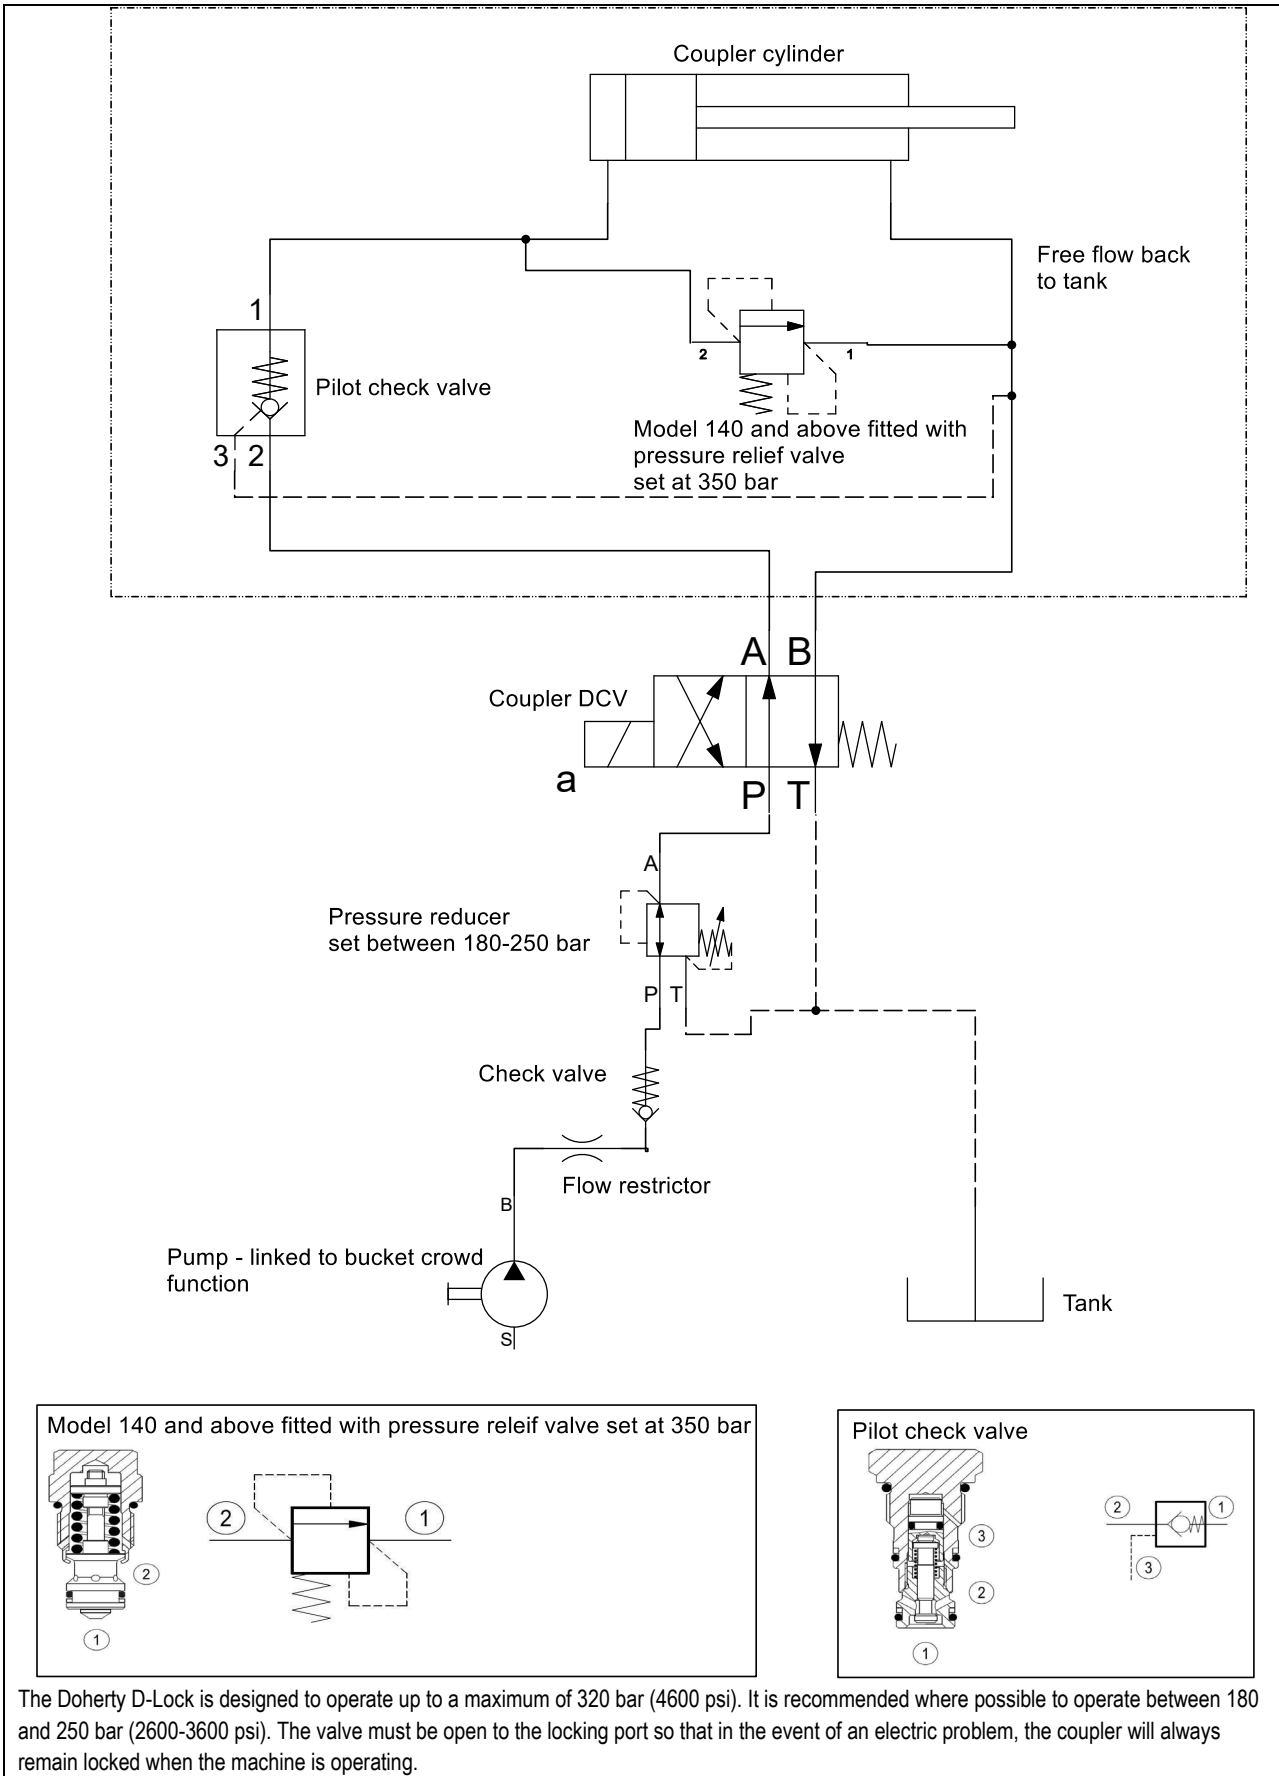 Coupler cylinder
Free flow back
to tank
1
Pilot check valve
2
1
3 2
Model 140 and above fitted with
pressure relief valve
set at 350 bar
A B
Coupler DCV
a
P T
A
Pressure reducer
set between 180-250 bar
P T
Check valve
Flow restrictor
B
Pump - linked to bucket crowd
function
S
Tank
Model 140 and above fitted with pressure releif valve set at 350 bar
2
1
2
1
Pilot check valve
3
2
1
2
1
3
The Doherty D-Lock is designed to operate up to a maximum of 320 bar (4600 psi). It is recommended where possible to operate between 180
and 250 bar (2600-3600 psi). The valve must be open to the locking port so that in the event of an electric problem, the coupler will always
remain locked when the machine is operating.